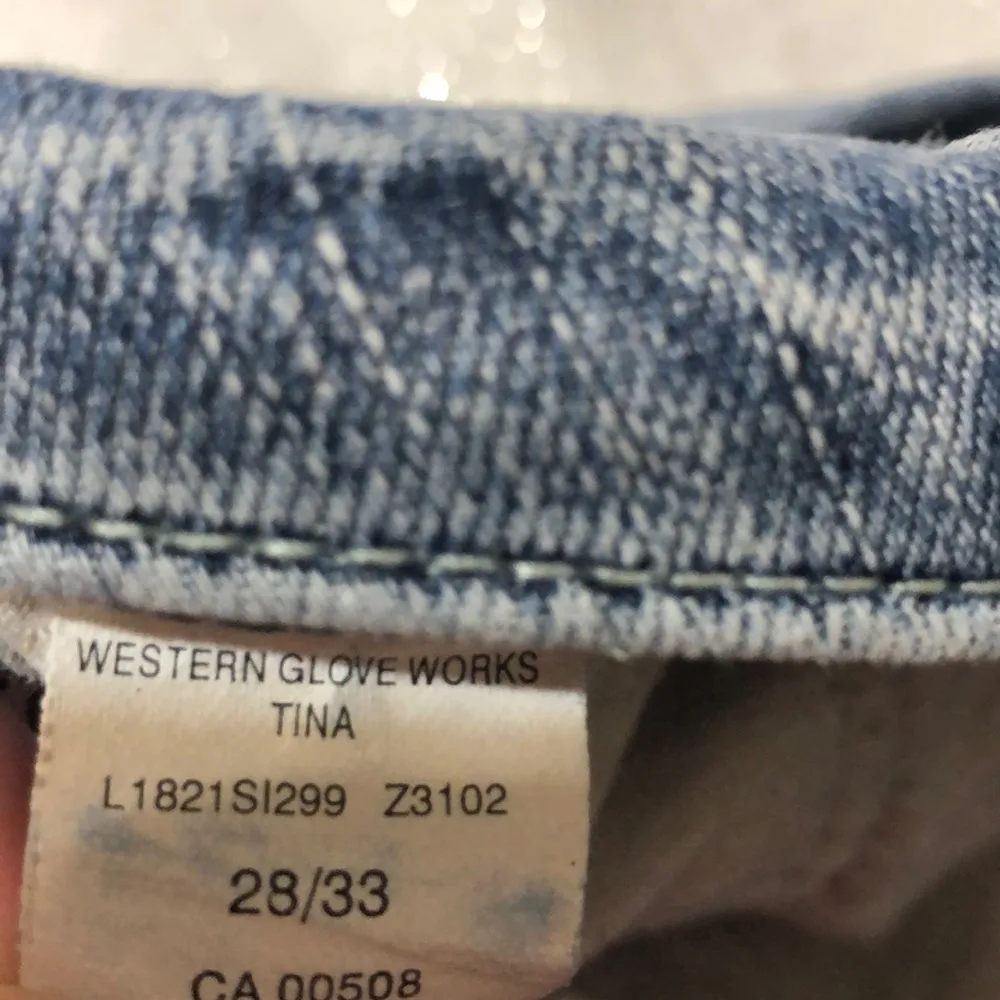 WESTERN GLOVE WORKS
TINA
L1821SI299 Z3102
28/33
CA 00508